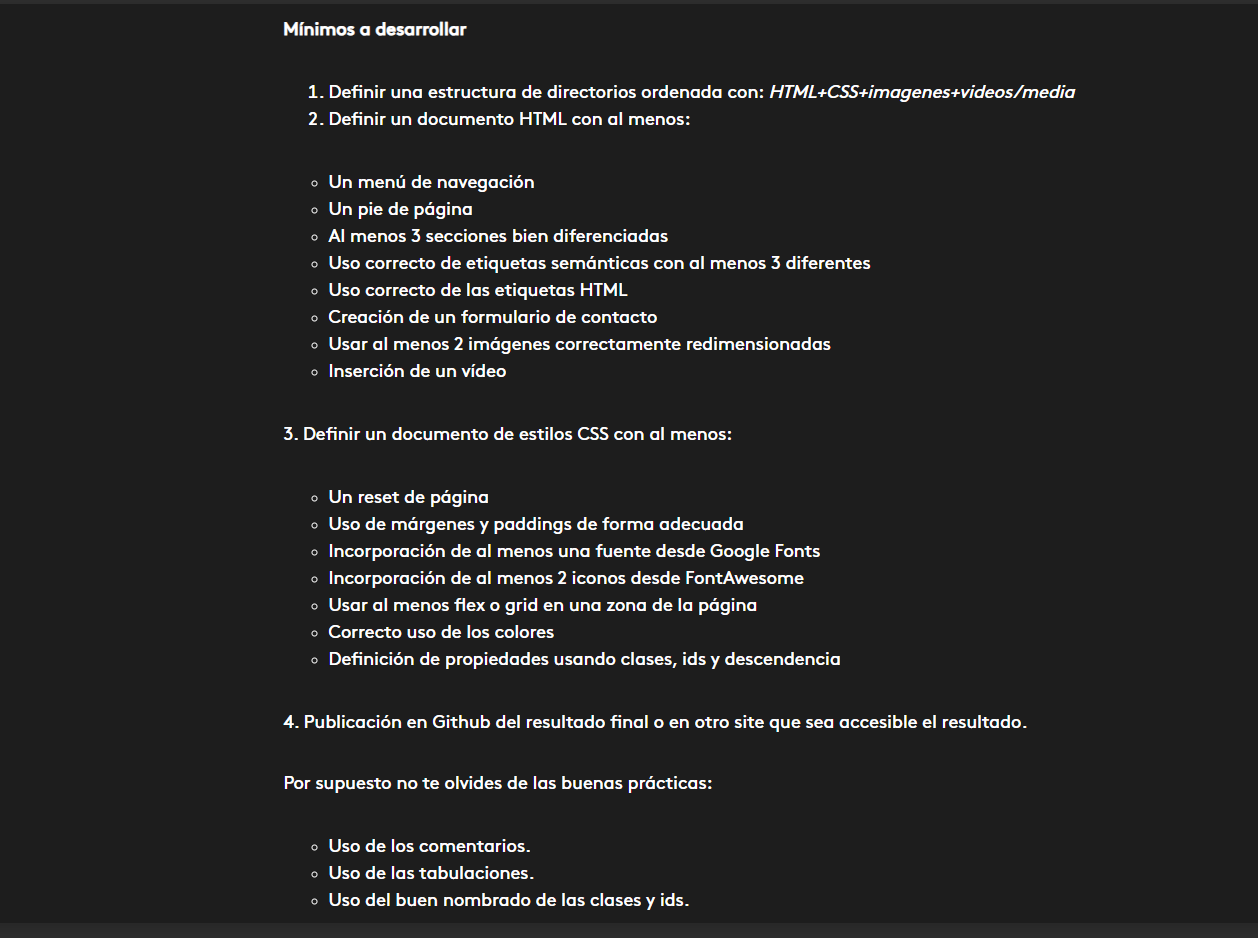 Mínimos a desarrollar
1. Definir una estructura de directorios ordenada con: HTML+CSS+imagenes+videos/media
2. Definir un documento HTML con al menos:
Un menú de navegación
Un pie de página
Al menos 3 secciones bien diferenciadas
Uso correcto de etiquetas semánticas con al menos 3 diferentes
Uso correcto de las etiquetas HTML
Creación de un formulario de contacto
Usar al menos 2 imágenes correctamente redimensionadas
Inserción de un vídeo
3. Definir un documento de estilos CSS con al menos:
Un reset de página
Uso de márgenes y paddings de forma adecuada
Incorporación de al menos una fuente desde Google Fonts
Incorporación de al menos 2 iconos desde FontAwesome
Usar al menos flex o grid en una zona de la página
Correcto uso de los colores
Definición de propiedades usando clases, ids y descendencia
4. Publicación en Github del resultado final o en otro site que sea accesible el resultado.
Por supuesto no te olvides de las buenas prácticas:
Uso de los comentarios.
Uso de las tabulaciones.
Uso del buen nombrado de las clases y ids.